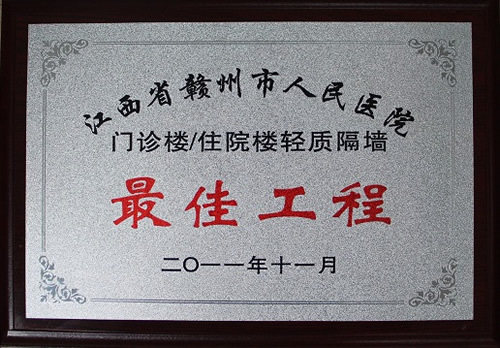 江西省赣州市人民医院
门诊楼/住院楼轻质隔墙
最佳工程
二〇一一年十一月